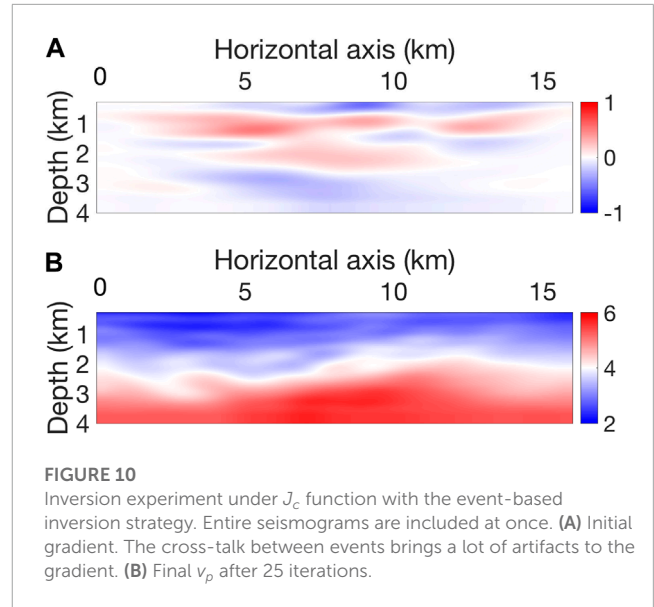 A
Horizontal axis (km)
0 5 10 15
Depth (km)
1
2
3
4
1
0
-1
B
Horizontal axis (km)
0 5 10 15
Depth (km)
1
2
3
4
6
4
2
FIGURE 10
Inversion experiment under Jc function with the event-based
inversion strategy. Entire seismograms are included at once. (A) Initial
gradient. The cross-talk between events brings a lot of artifacts to the
gradient. (B) Final vp after 25 iterations.